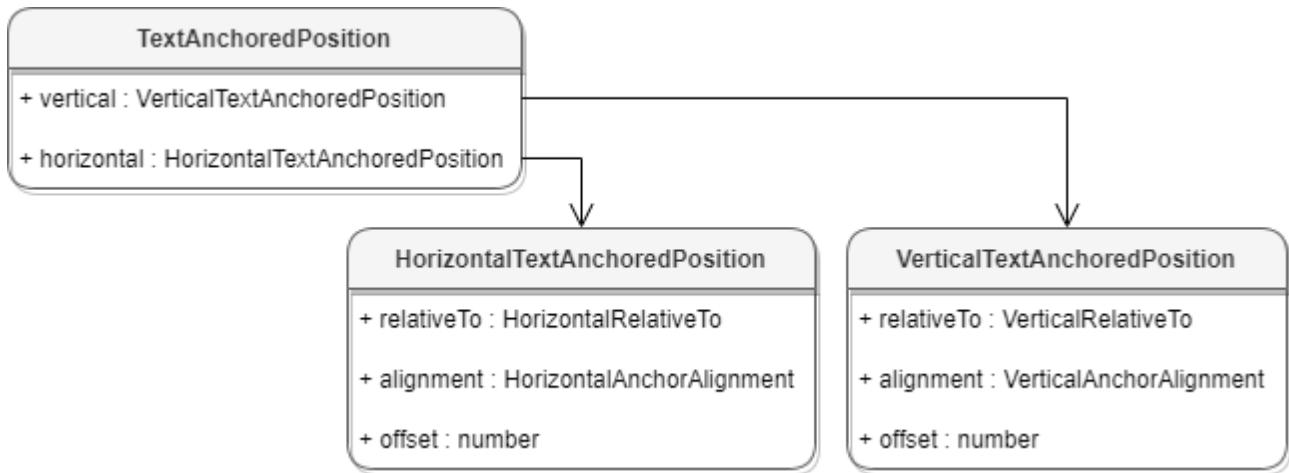 TextAnchoredPosition
+ vertical : VerticalTextAnchoredPosition
+ horizontal : HorizontalTextAnchoredPosition
HorizontalTextAnchoredPosition
+ relativeTo : HorizontalRelativeTo
+ alignment : HorizontalAnchorAlignment
+ offset : number
VerticalTextAnchoredPosition
+ relativeTo : VerticalRelativeTo
+ alignment : VerticalAnchorAlignment
+ offset : number